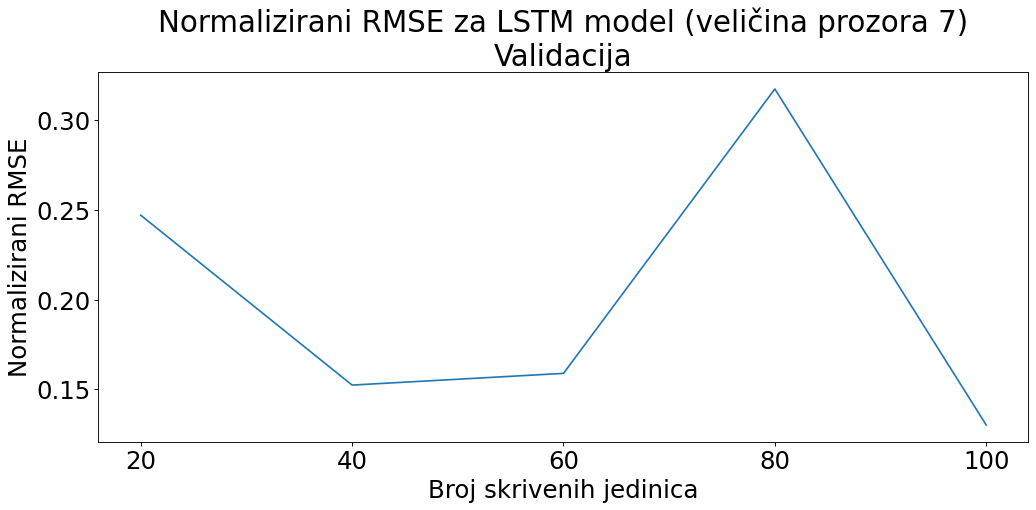 Normalizirani RMSE za LSTM model (veličina prozora 7)
Validacija
Normalizirani RMSE
0.30
0.25
0.20
0.15
20 40 60 80 100
Broj skrivenih jedinica